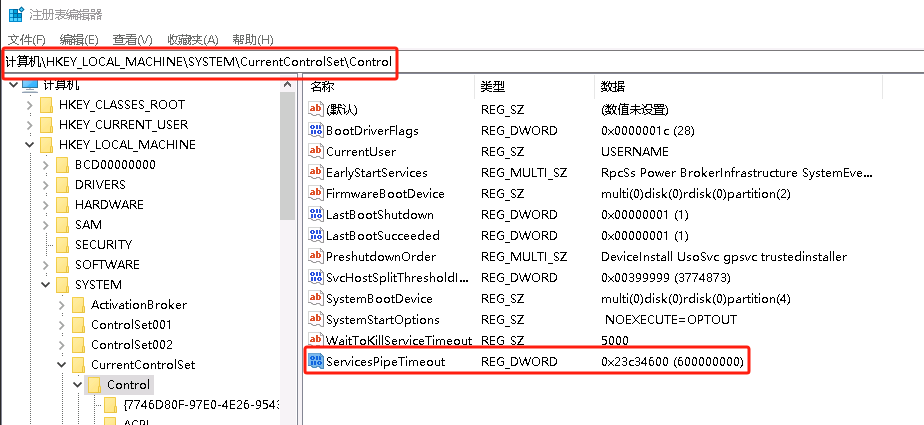 注册表编辑器
文件(F) 编辑(E) 查看(V) 收藏夹(A) 帮助(H)
计算机\HKEY_LOCAL_MACHINE\SYSTEM\CurrentControlSet\Control
计算机
HKEY_CLASSES_ROOT
HKEY_CURRENT_USER
HKEY_LOCAL_MACHINE
BCD00000000
DRIVERS
HARDWARE
SAM
SECURITY
SOFTWARE
SYSTEM
ActivationBroker
ControlSet001
ControlSet002
CurrentControlSet
Control
{7746D80F-97E0-4E26-9543
名称 类型 数据
(默认) REG_SZ (数值未设置)
BootDriverFlags REG_DWORD 0x0000001c (28)
CurrentUser REG_SZ USERNAME
EarlyStartServices REG_MULTI_SZ RpcSs Power BrokerInfrastructure SystemEve...
FirmwareBootDevice REG_SZ multi(0)disk(0)rdisk(0)partition(2)
LastBootShutdown REG_DWORD 0x00000001 (1)
LastBootSucceeded REG_DWORD 0x00000001 (1)
PreshutdownOrder REG_MULTI_SZ DeviceInstall UsoSvc gpsvc trustedinstaller
SvcHostSplitThresholdI... REG_DWORD 0x00399999 (3774873)
SystemBootDevice REG_SZ multi(0)disk(0)rdisk(0)partition(4)
SystemStartOptions REG_SZ NOEXECUTE=OPTOUT
WaitToKillServiceTimeout REG_SZ 5000
ServicesPipeTimeout REG_DWORD 0x23c34600 (600000000)